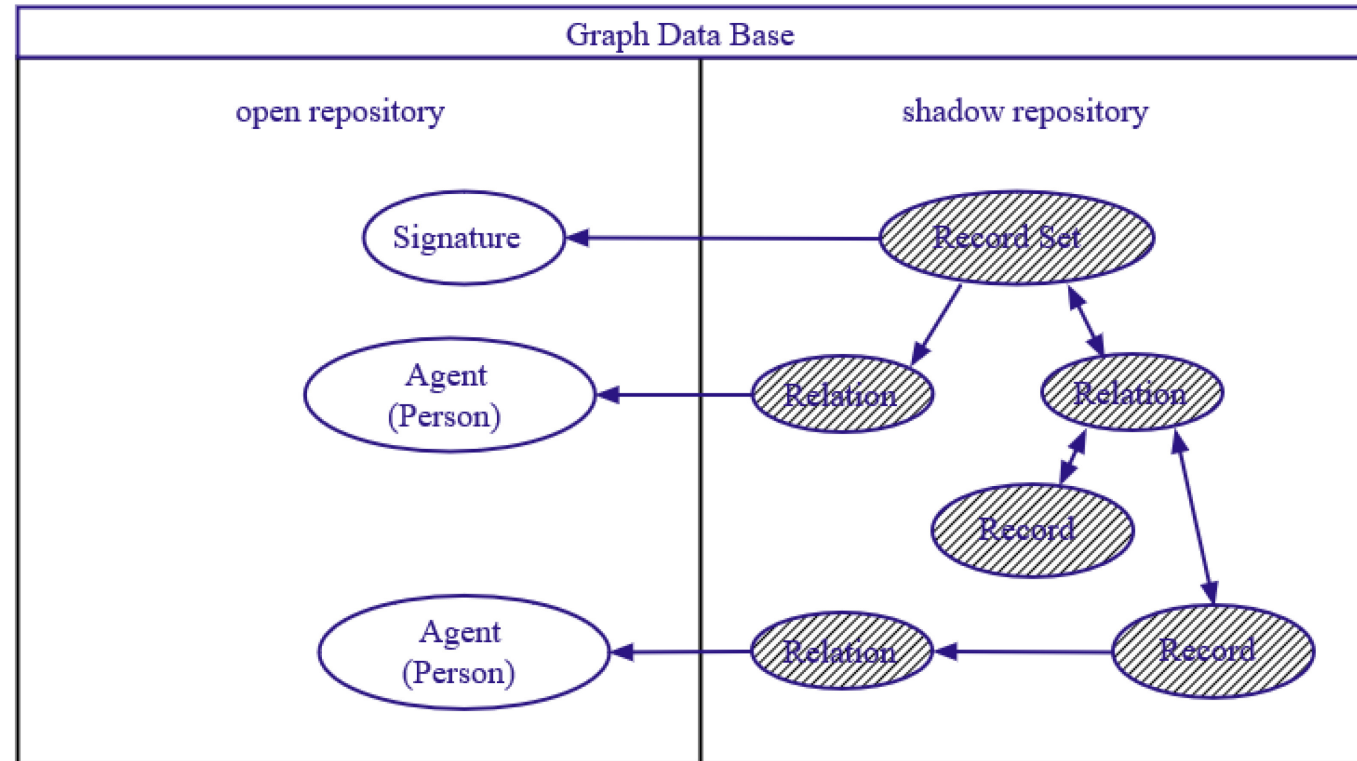 Graph Data Base
open repository
shadow repository
Signature
Record Set
Agent
(Person)
Relation
Relation
Record
Agent
(Person)
Relation
Record